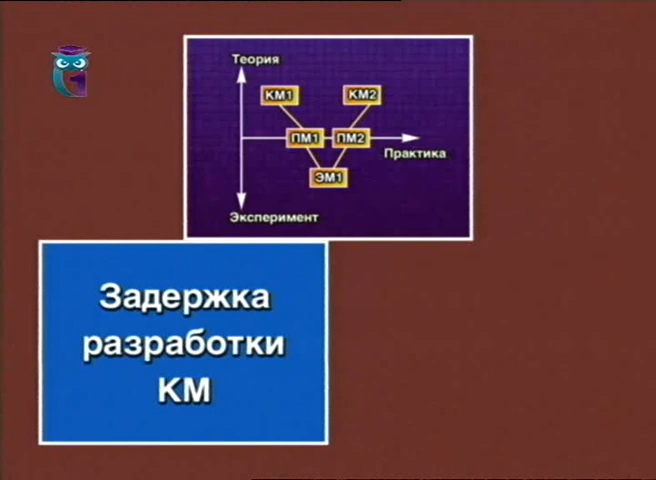 Теория
КМ1 КМ2
ПМ1 ПМ2
Практика
ЭМ1
Эксперимент
Задержка
разработки
КМ